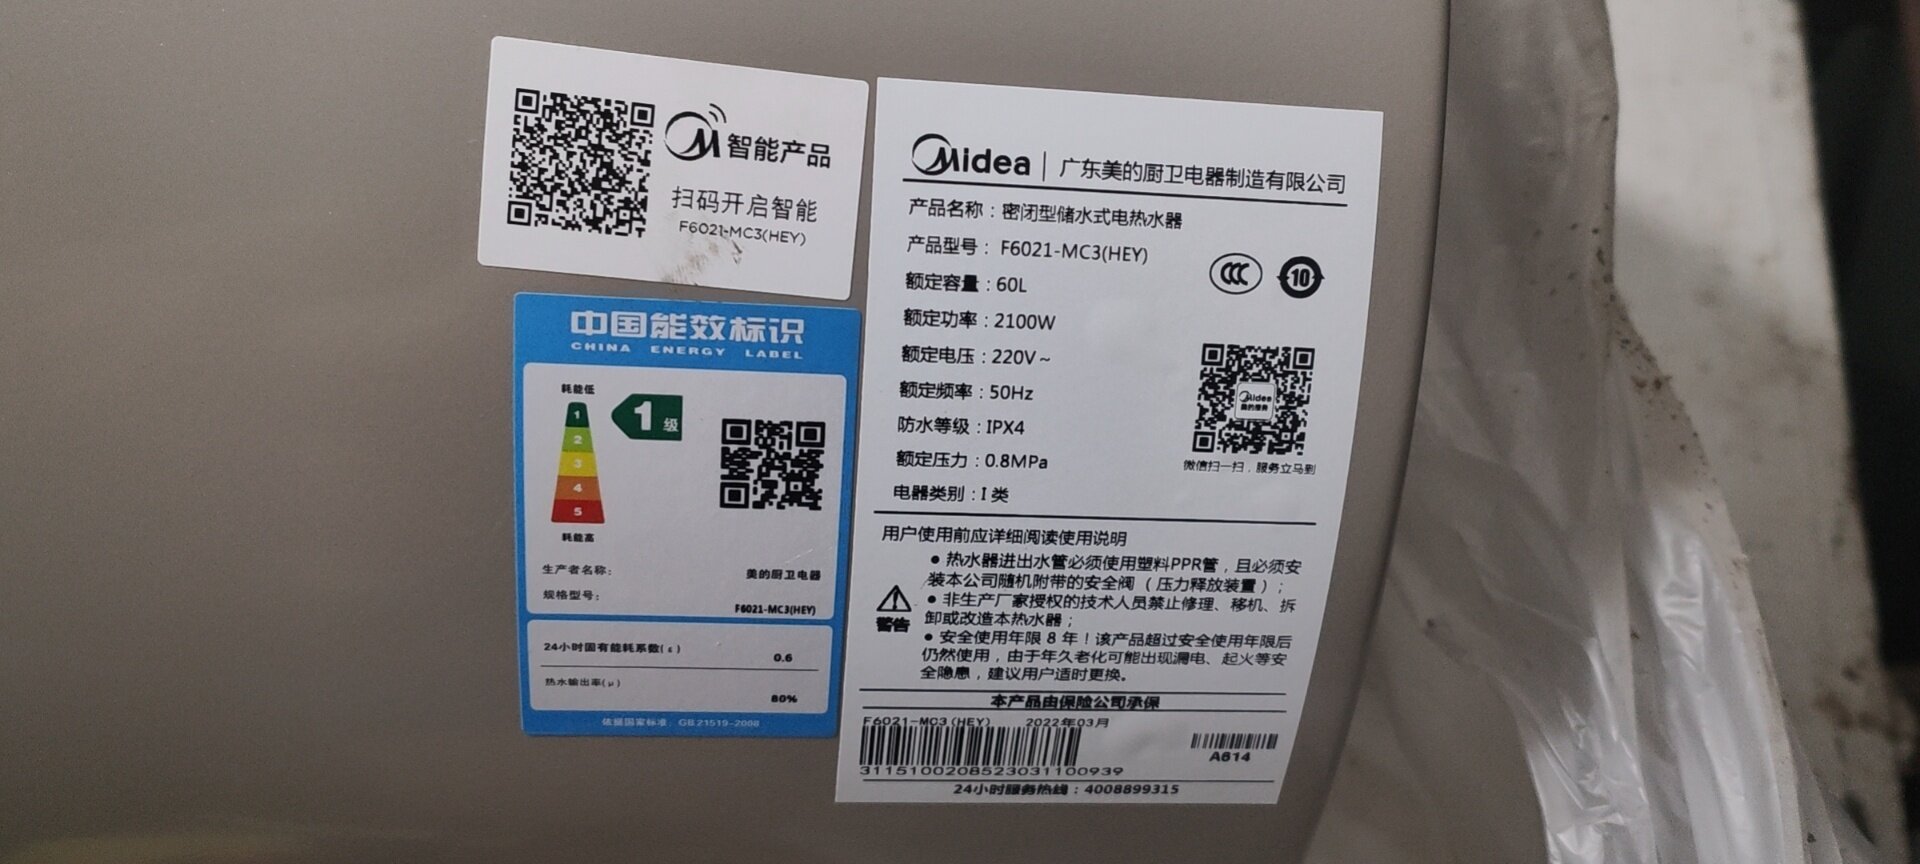 智能产品
扫码开启智能
F6021-MC3(HEY)
中国能效标识
CHINA ENERGY LABEL
耗能低
1
2
3
4
5
耗能高
1级
生产者名称：
美的厨卫电器
规格型号：
F6021-MC3(HEY)
24小时固有能耗系数(ε)
0.6
热水输出率(μ)
80%
依据国家标准：GB 21519-2008
Midea 广东美的厨卫电器制造有限公司
产品名称：密闭型储水式电热水器
产品型号：F6021-MC3(HEY)
额定容量：60L
额定功率：2100W
额定电压：220V～
额定频率：50Hz
防水等级：IPX4
额定压力：0.8MPa
电器类别：I 类
CCC
10
Midea
美的服务
微信扫一扫，服务立马到
用户使用前应详细阅读使用说明
警告
● 热水器进出水管必须使用塑料PPR管，且必须安
装本公司随机附带的安全阀（压力释放装置）；
● 非生产厂家授权的技术人员禁止修理、移机、拆
卸或改造本热水器；
● 安全使用年限 8 年！该产品超过安全使用年限后
仍然使用，由于年久老化可能出现漏电、起火等安
全隐患，建议用户适时更换。
本产品由保险公司承保
F6021-MC3 (HEY) 2022年03月
3115100208523031100939
A614
24小时服务热线：4008899315